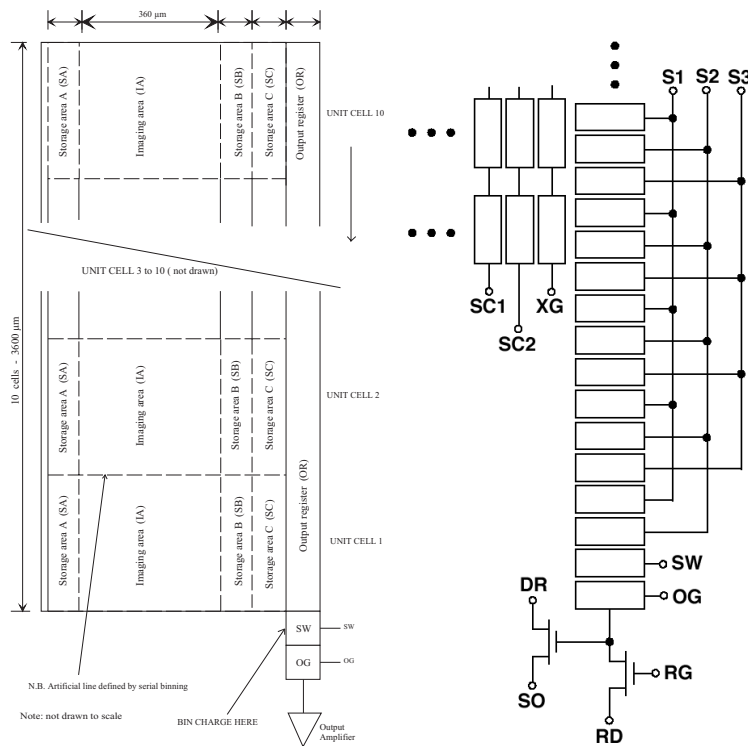 360 µm
Storage area A (SA)
Imaging area (IA)
Storage area B (SB)
Storage area C (SC)
Output register (OR)
UNIT CELL 10
UNIT CELL 3 to 10 ( not drawn)
10 cells - 3600 µm
Storage area A (SA)
Imaging area (IA)
Storage area B (SB)
Storage area C (SC)
UNIT CELL 2
Storage area A (SA)
Imaging area (IA)
Storage area B (SB)
Storage area C (SC)
Output register (OR)
UNIT CELL 1
SW
SW
OG
OG
N.B. Artificial line defined by serial binning
Note: not drawn to scale
BIN CHARGE HERE
Output
Amplifier
S1 S2 S3
SC1 XG
SC2
SW
OG
DR
RG
SO
RD